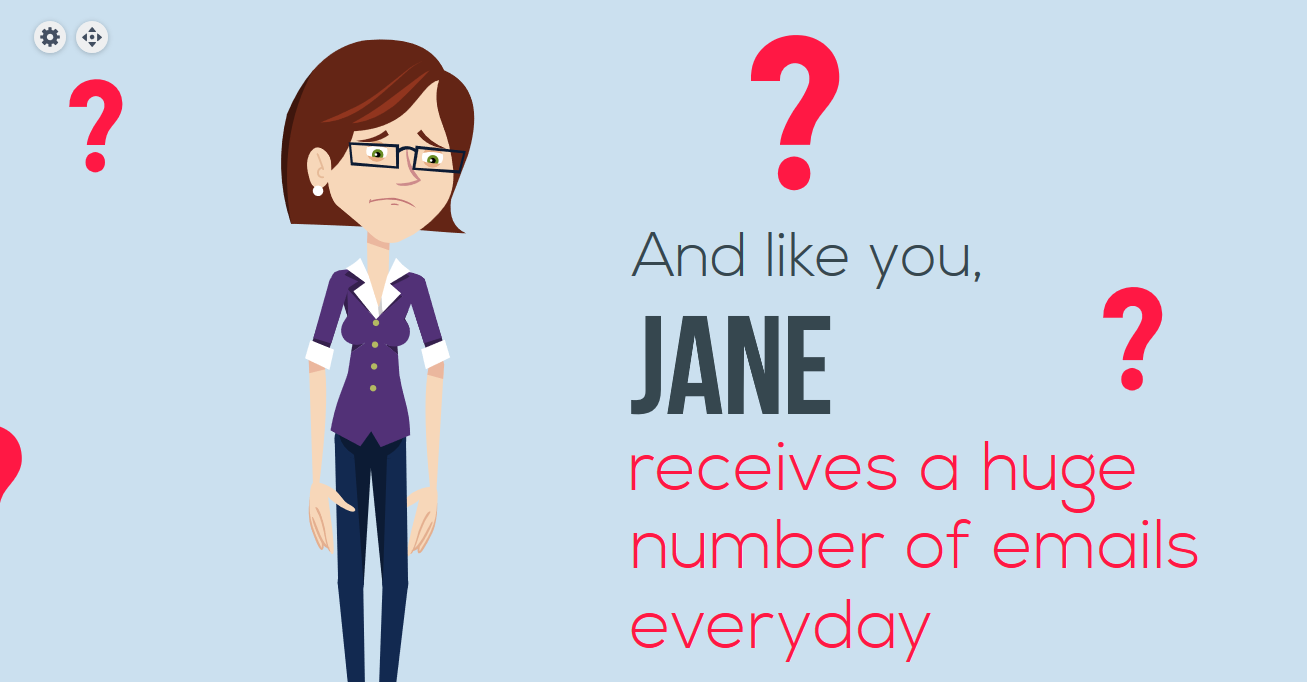 And like you,
JANE
receives a huge
number of emails
everyday